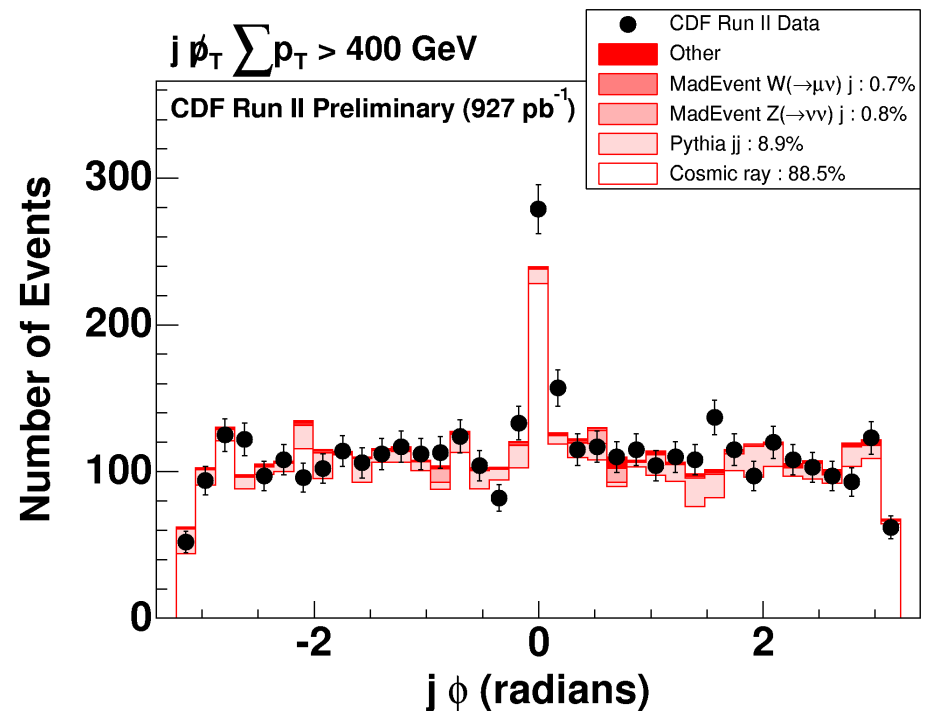 j p̸T ∑pT > 400 GeV
CDF Run II Preliminary (927 pb-1)
CDF Run II Data
Other
MadEvent W(→μν) j : 0.7%
MadEvent Z(→νν) j : 0.8%
Pythia jj : 8.9%
Cosmic ray : 88.5%
Number of Events
300
200
100
0
-2 0 2
j ϕ (radians)